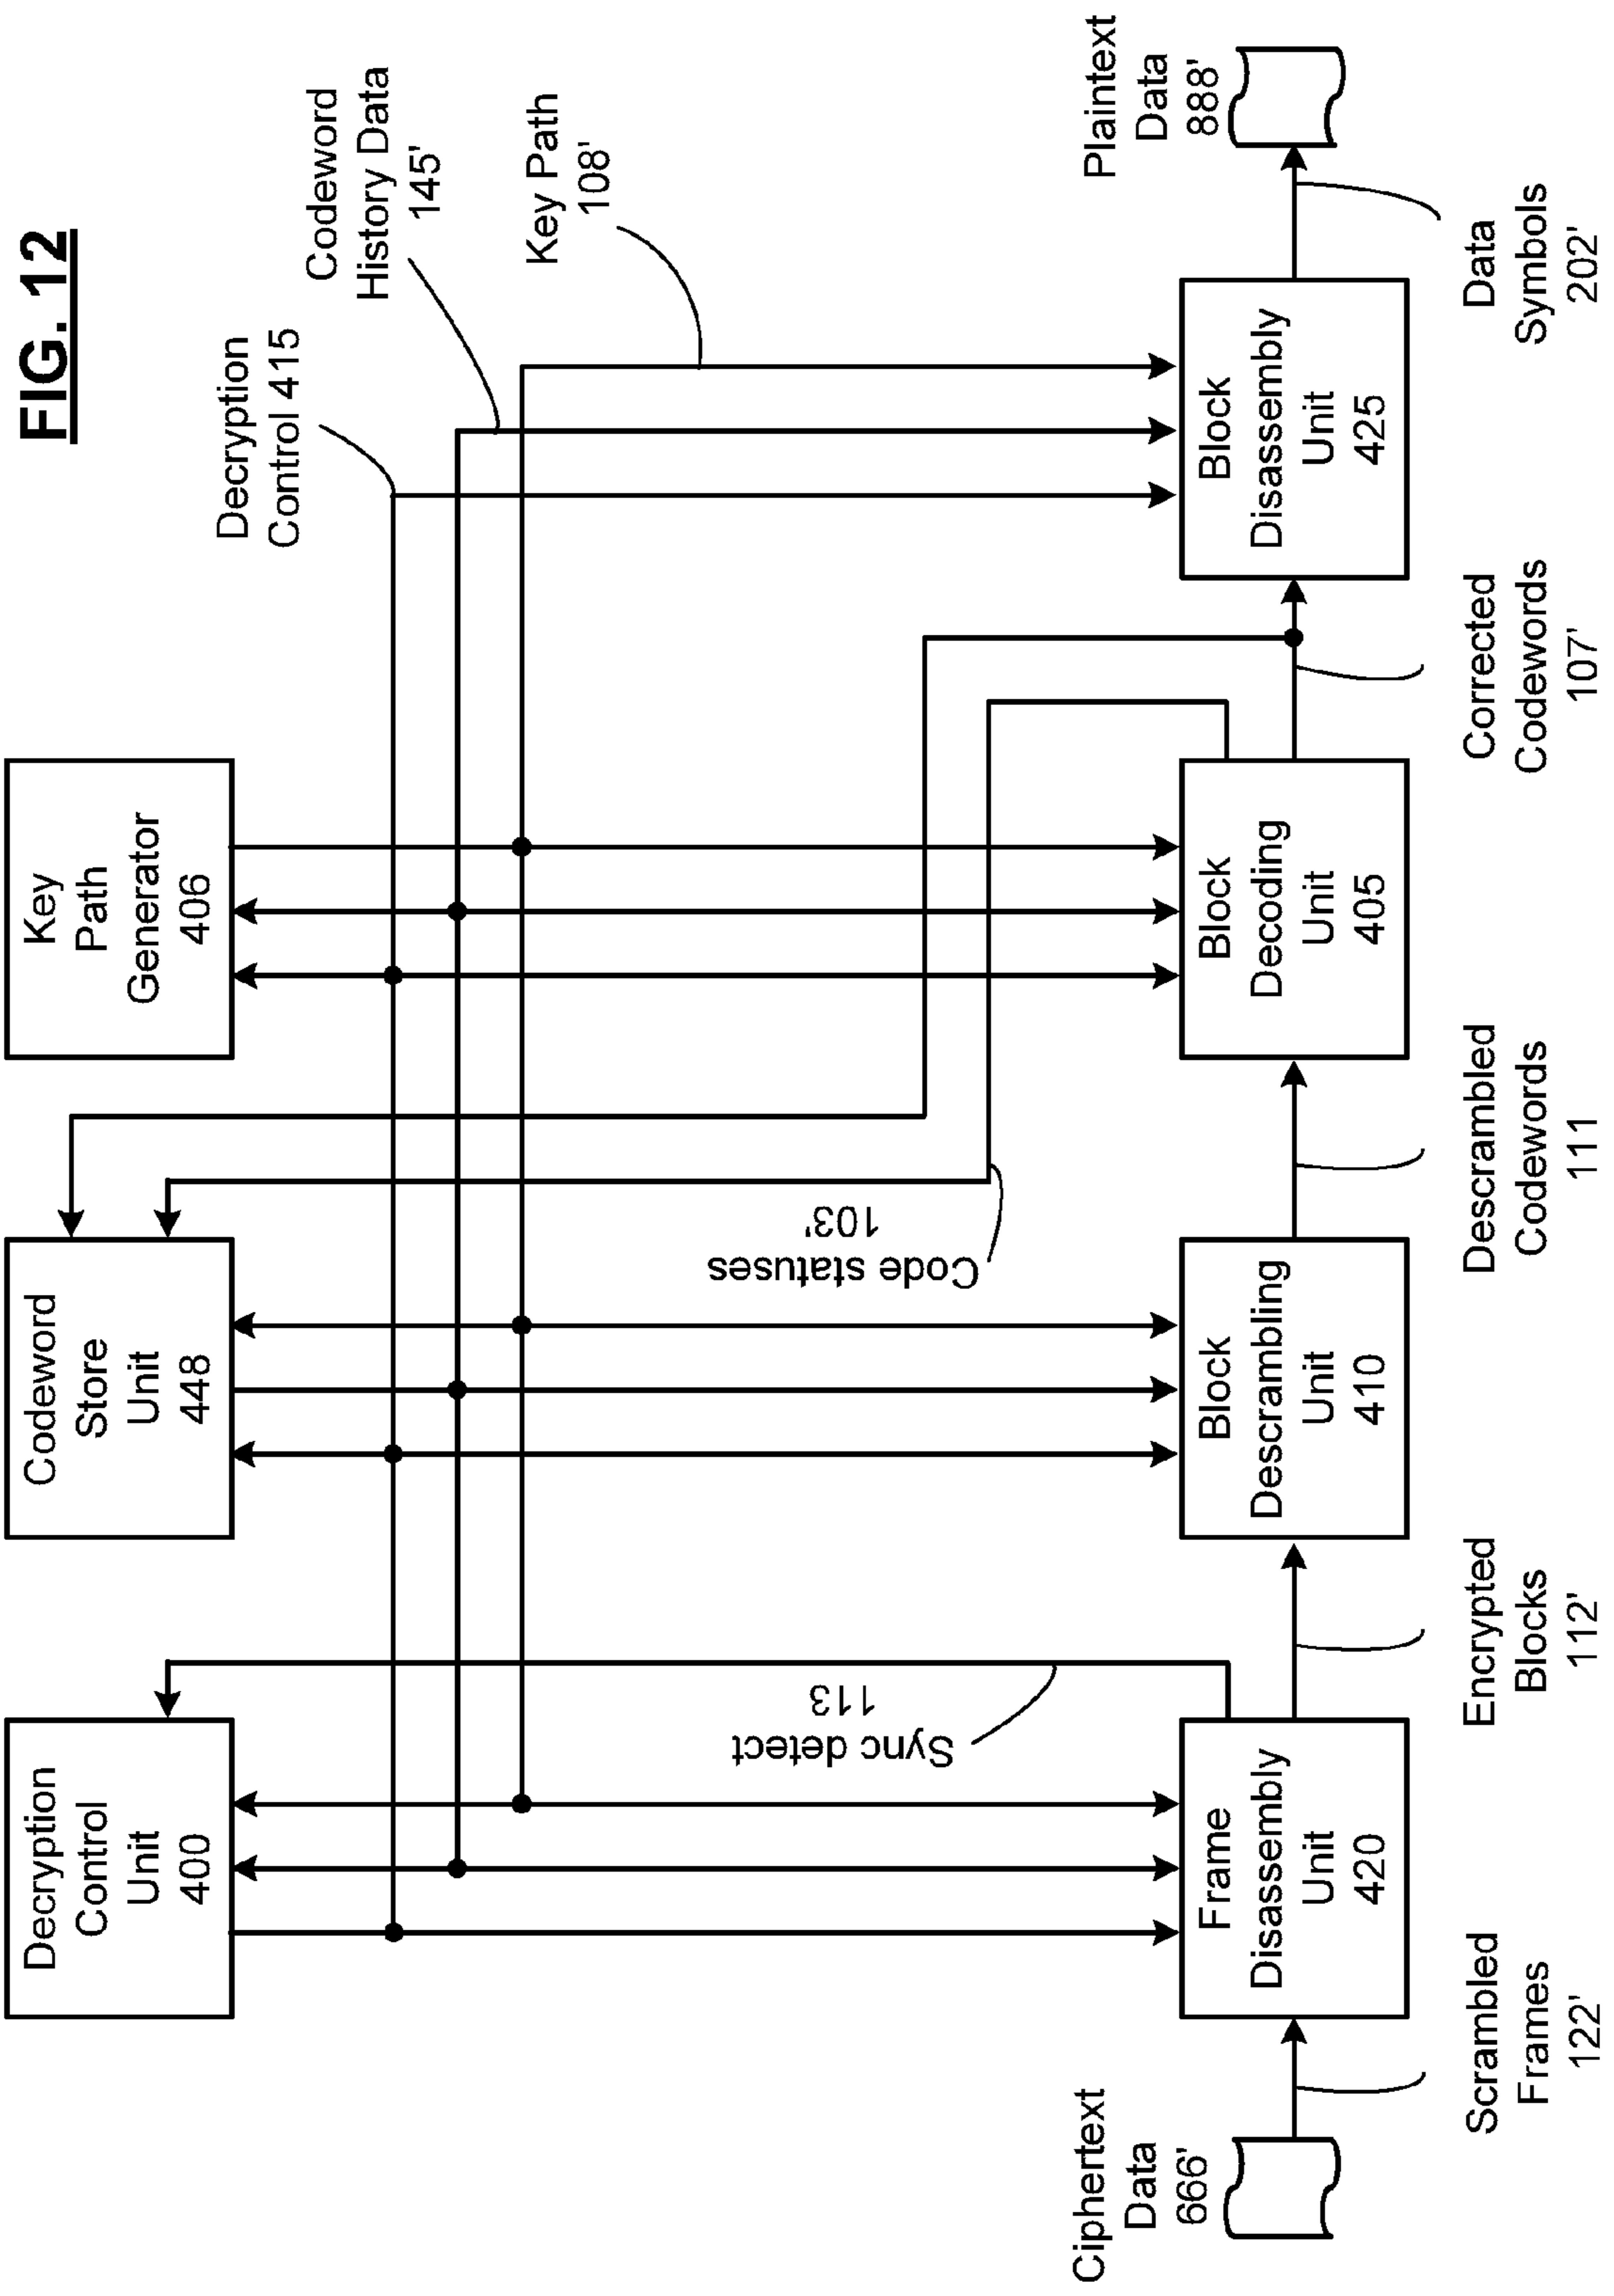 FIG. 12
Decryption
Control
Unit
400
Codeword
Store
Unit
448
Key
Path
Generator
406
Decryption
Control 415
Codeword
History Data
145'
Key Path
108'
Sync detect
113
Code statuses
103'
Ciphertext
Data
666'
Frame
Disassembly
Unit
420
Block
Descrambling
Unit
410
Block
Decoding
Unit
405
Block
Disassembly
Unit
425
Plaintext
Data
888'
Scrambled
Frames
122'
Encrypted
Blocks
112'
Descrambled
Codewords
111
Corrected
Codewords
107'
Data
Symbols
202'